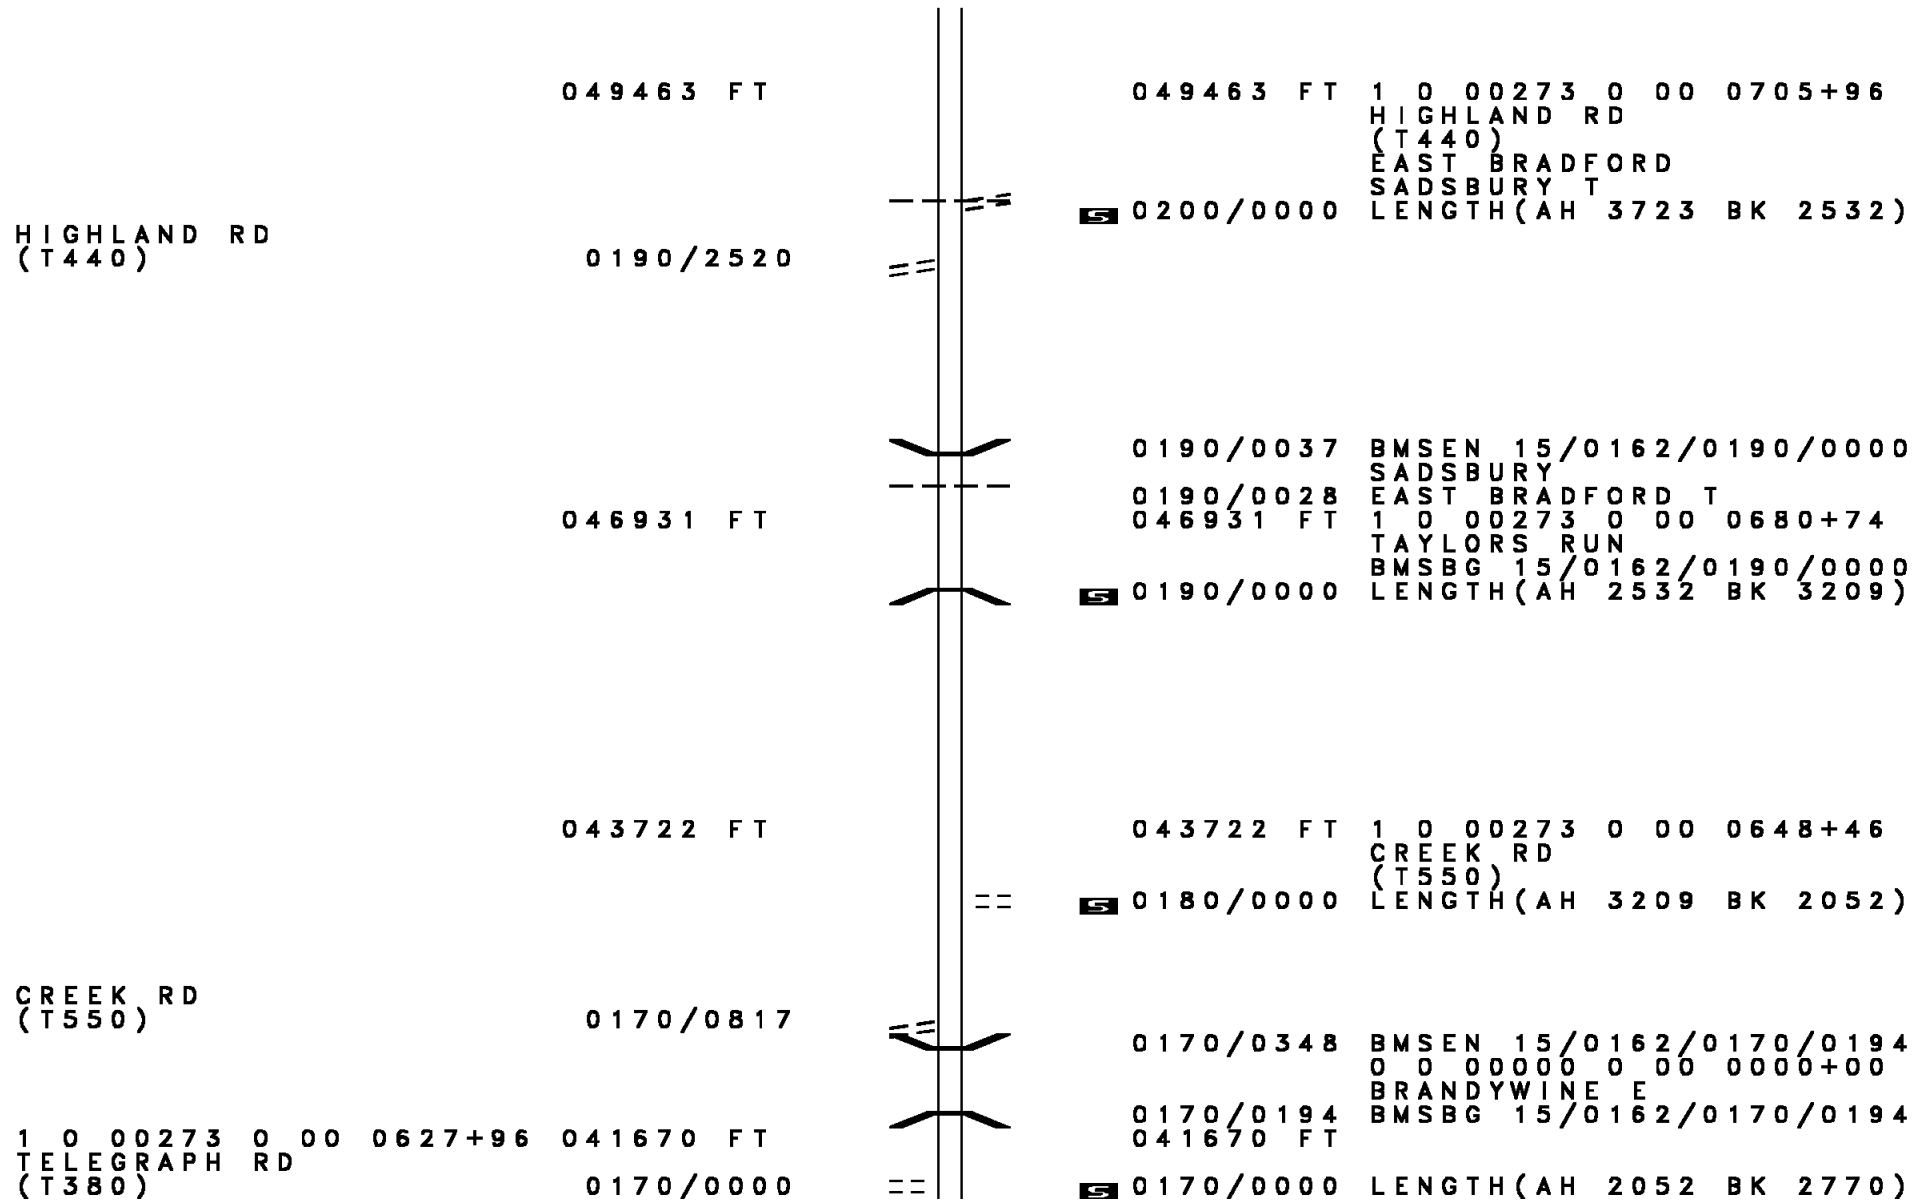 049463 FT 049463 FT 1 0 00273 0 00 0705+96
HIGHLAND RD
(T440)
EAST BRADFORD
SADSBURY T
S 0200/0000 LENGTH(AH 3723 BK 2532)
HIGHLAND RD
(T440) 0190/2520
0190/0037 BMSEN 15/0162/0190/0000
SADSBURY
0190/0028 EAST BRADFORD T
046931 FT 046931 FT 1 0 00273 0 00 0680+74
TAYLORS RUN
BMSBG 15/0162/0190/0000
S 0190/0000 LENGTH(AH 2532 BK 3209)
043722 FT 043722 FT 1 0 00273 0 00 0648+46
CREEK RD
(T550)
S 0180/0000 LENGTH(AH 3209 BK 2052)
CREEK RD
(T550) 0170/0817
0170/0348 BMSEN 15/0162/0170/0194
0 0 00000 0 00 0000+00
BRANDYWINE E
0170/0194 BMSBG 15/0162/0170/0194
1 0 00273 0 00 0627+96 041670 FT 041670 FT
TELEGRAPH RD
(T380) 0170/0000 S 0170/0000 LENGTH(AH 2052 BK 2770)